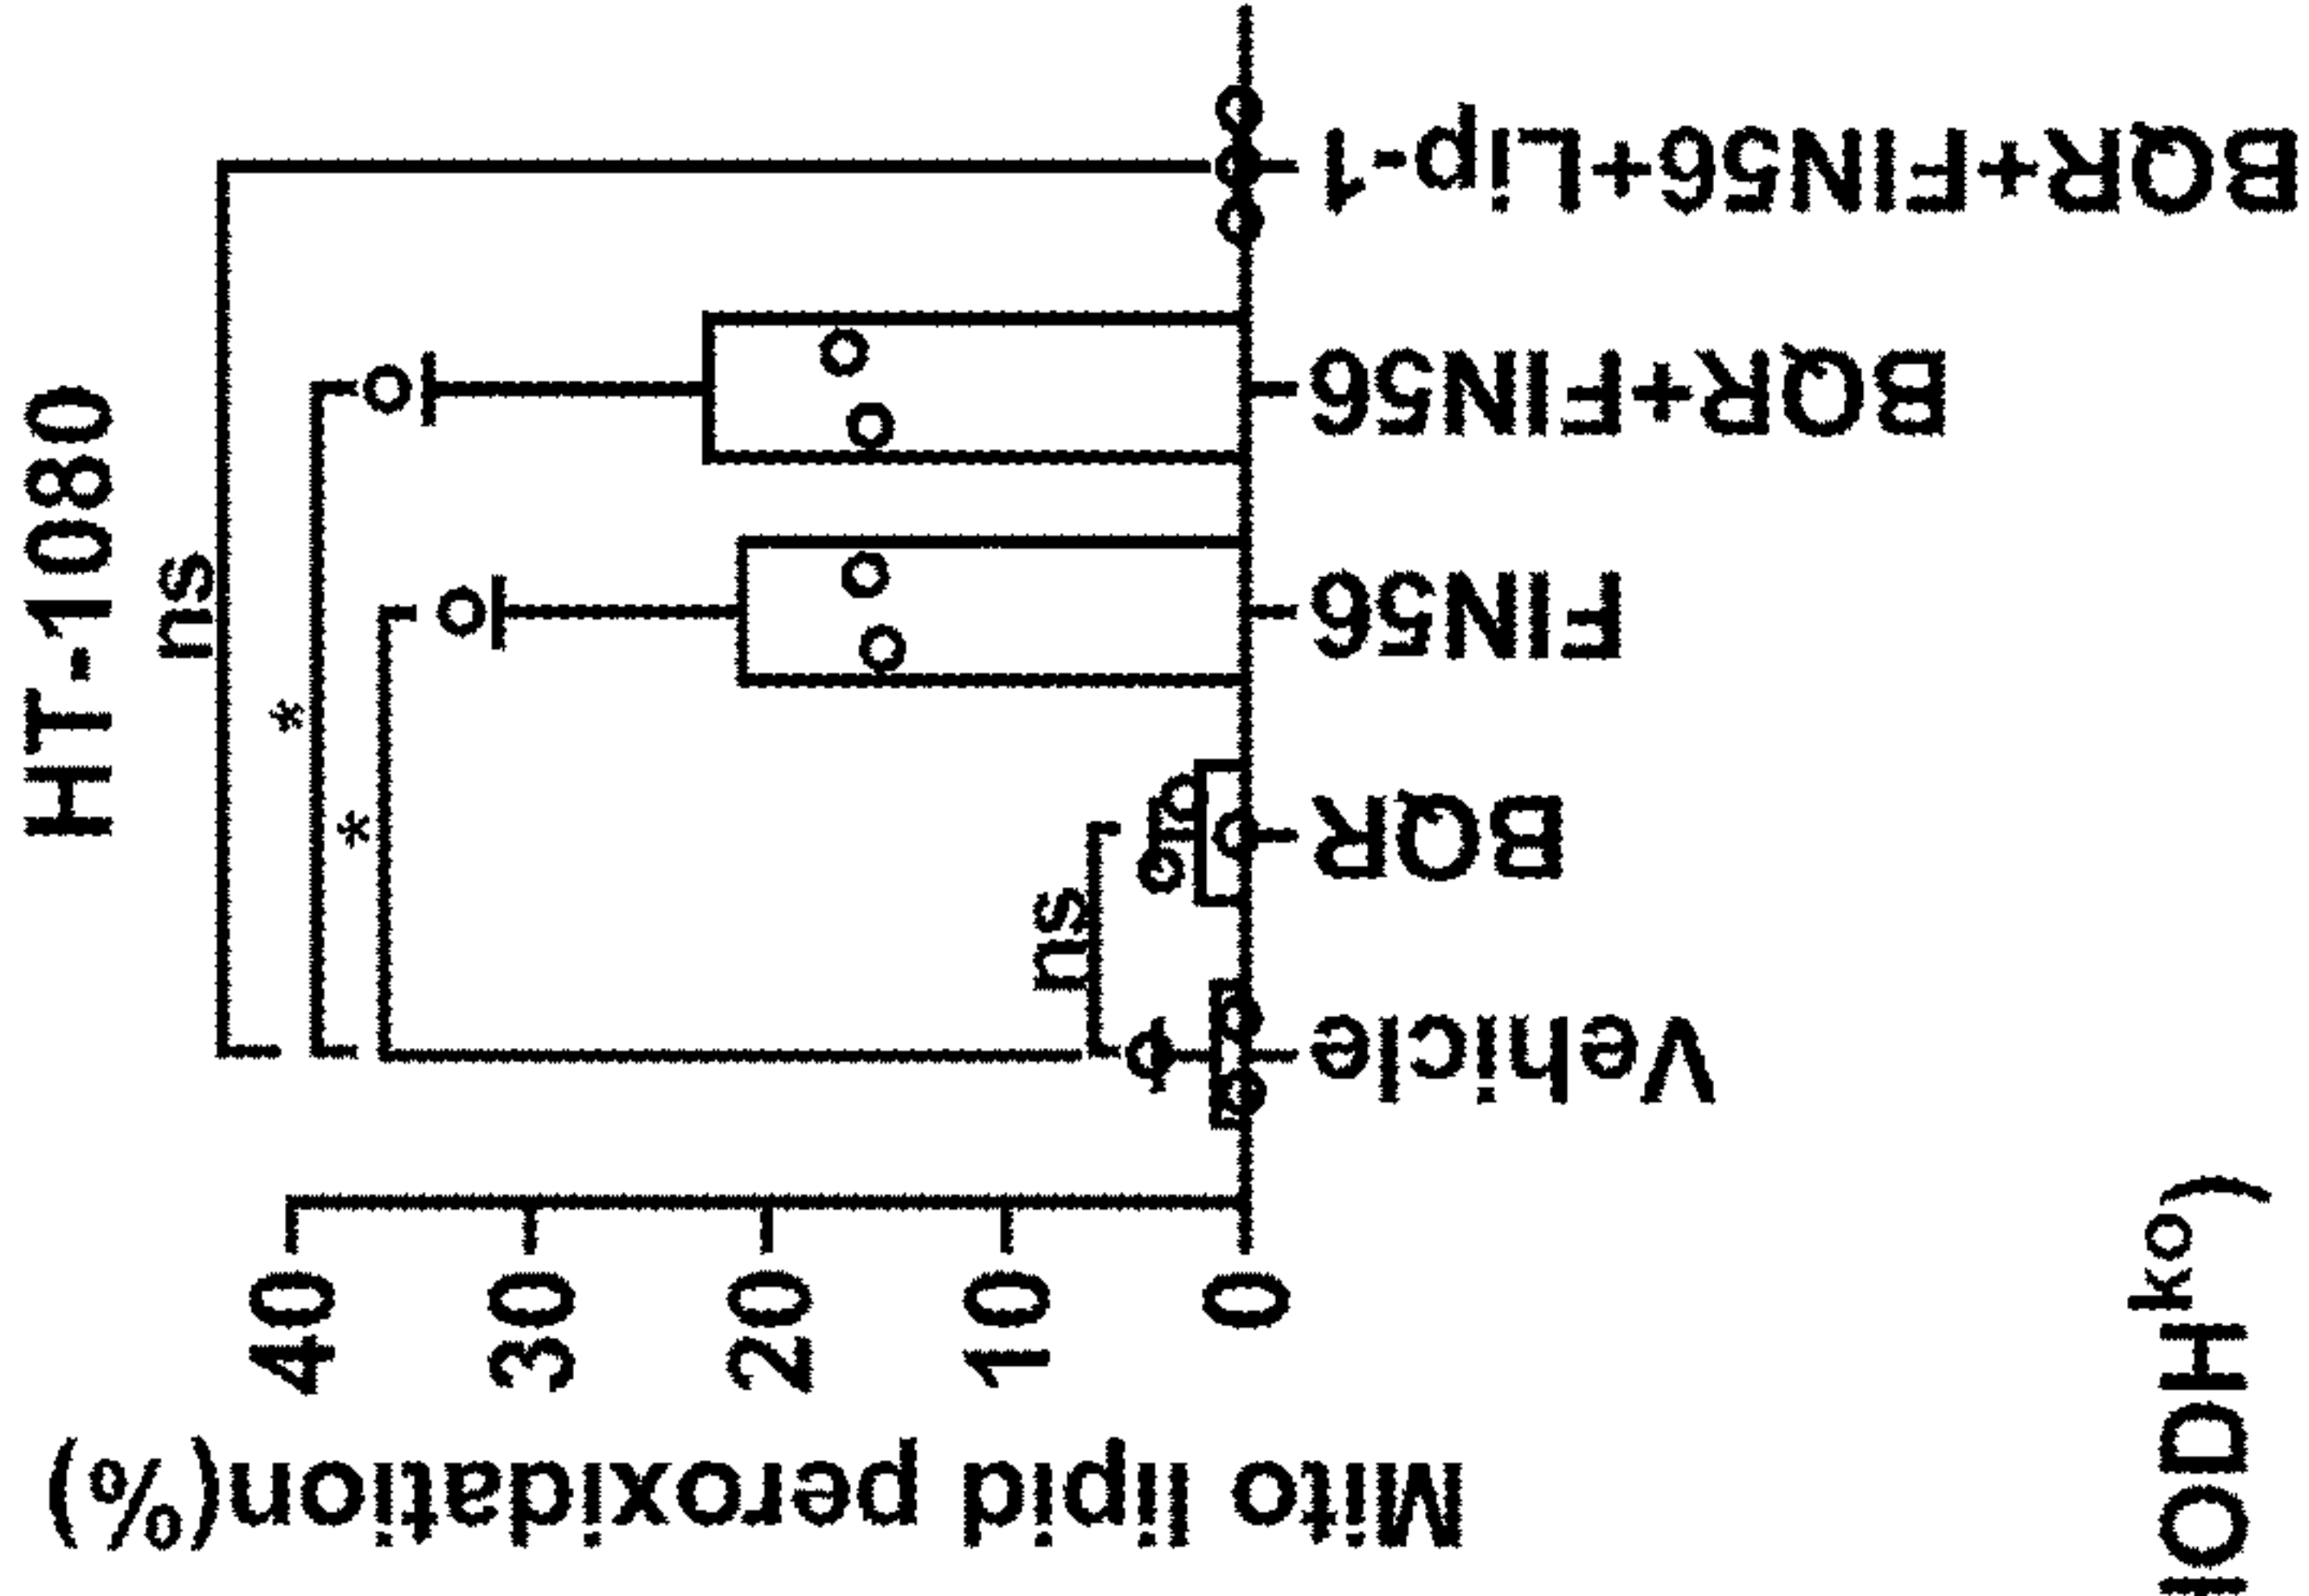 HT-1080
ns
*
*
ns
40
30
20
10
0
Mito lipid peroxidation(%)
Vehicle
BQR
FIN56
BQR+FIN56
BQR+FIN56+Lip-1
ODHko)